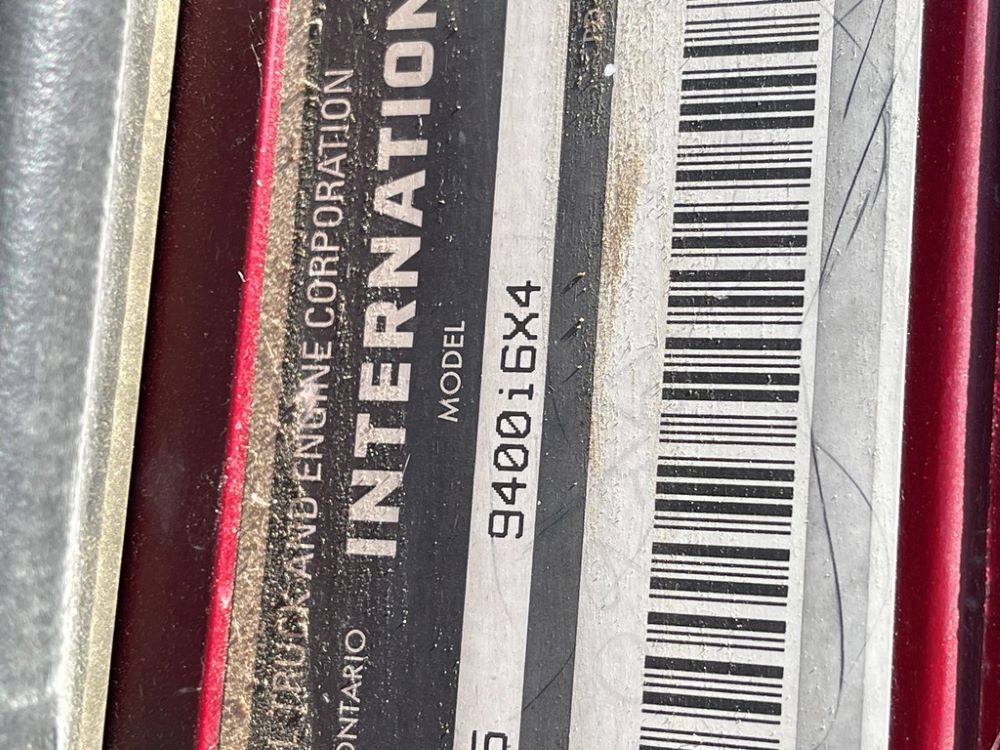 TRUCK AND ENGINE CORPORATION
ONTARIO INTERNATION
MODEL
9400i6X4